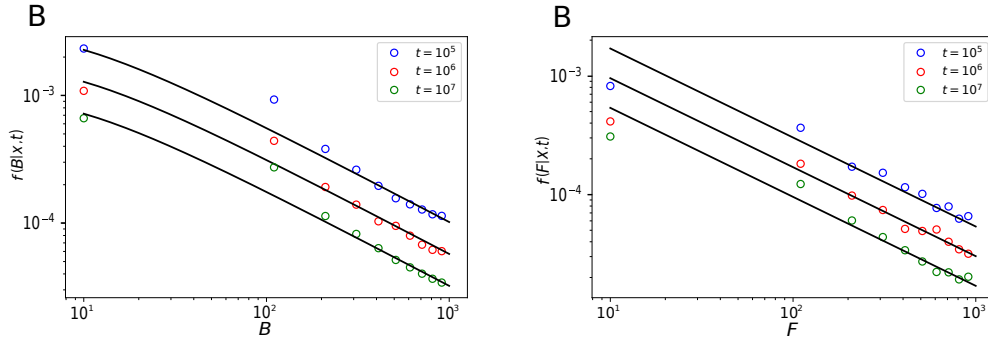 B
f(B|x.t)
10⁻³
10⁻⁴
10¹
10²
10³
B
t = 10⁵
t = 10⁶
t = 10⁷
B
f(F|x.t)
10⁻³
10⁻⁴
10¹
10²
10³
F
t = 10⁵
t = 10⁶
t = 10⁷